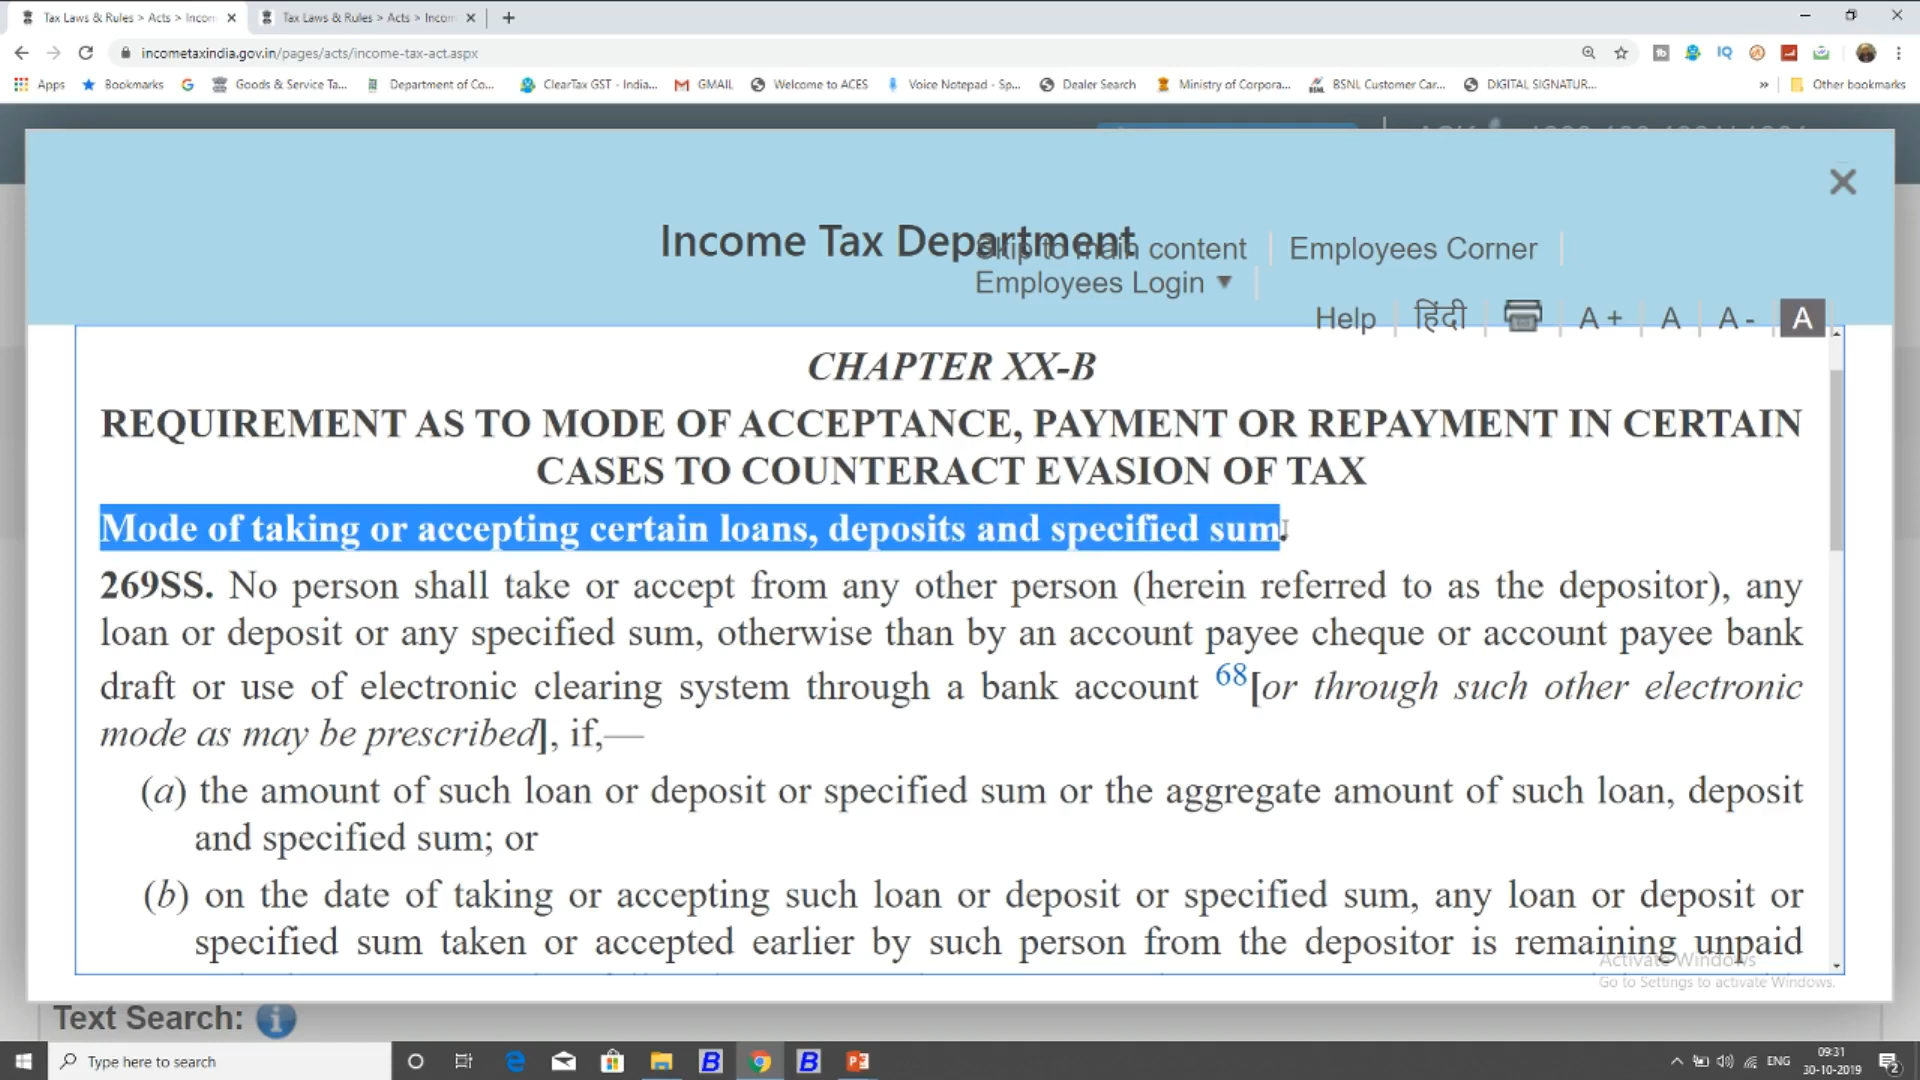 Tax Laws & Rules > Acts > Incom
Tax Laws & Rules > Acts > Incom
incometaxindia.gov.in/pages/acts/income-tax-act.aspx
Apps Bookmarks Goods & Service Ta... Department of Co... ClearTax GST - India... GMAIL Welcome to ACES Voice Notepad - Sp... Dealer Search Ministry of Corpora... BSNL Customer Car... DIGITAL SIGNATUR... » Other bookmarks
Income Tax Department
Skip to main content Employees Corner
Employees Login ▼
Help हिंदी A + A A - A
CHAPTER XX-B
REQUIREMENT AS TO MODE OF ACCEPTANCE, PAYMENT OR REPAYMENT IN CERTAIN
CASES TO COUNTERACT EVASION OF TAX
Mode of taking or accepting certain loans, deposits and specified sum.
269SS. No person shall take or accept from any other person (herein referred to as the depositor), any
loan or deposit or any specified sum, otherwise than by an account payee cheque or account payee bank
draft or use of electronic clearing system through a bank account 68[or through such other electronic
mode as may be prescribed], if,—
(a) the amount of such loan or deposit or specified sum or the aggregate amount of such loan, deposit
and specified sum; or
(b) on the date of taking or accepting such loan or deposit or specified sum, any loan or deposit or
specified sum taken or accepted earlier by such person from the depositor is remaining unpaid
Activate Windows
Go to Settings to activate Windows.
Text Search:
Type here to search
ENG
09:31
30-10-2019